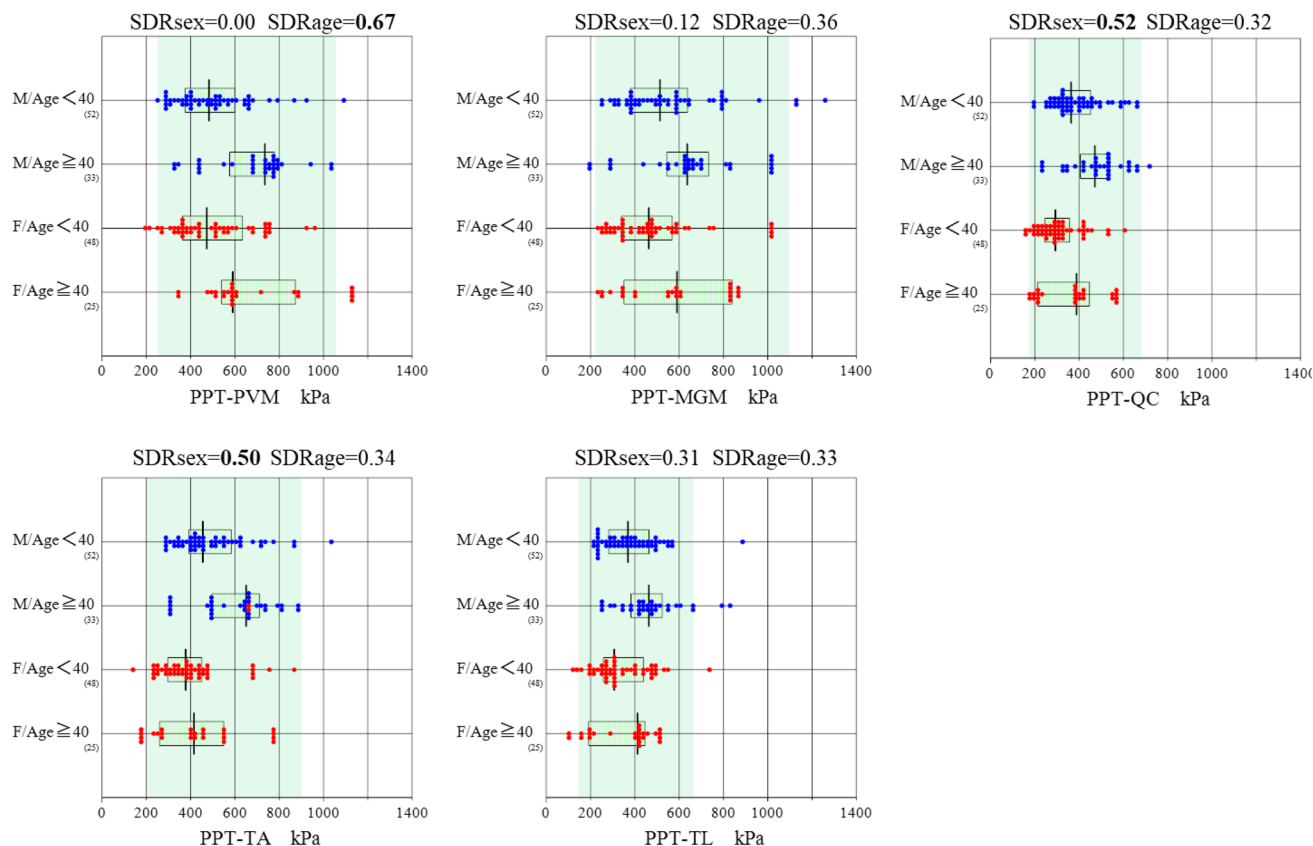 SDRsex=0.00 SDRage=0.67
M/Age＜40
(52)
M/Age≧40
(33)
F/Age＜40
(48)
F/Age≧40
(25)
0 200 400 600 800 1000 1200 1400
PPT-PVM kPa
SDRsex=0.12 SDRage=0.36
M/Age＜40
(52)
M/Age≧40
(33)
F/Age＜40
(48)
F/Age≧40
(25)
0 200 400 600 800 1000 1200 1400
PPT-MGM kPa
SDRsex=0.52 SDRage=0.32
M/Age＜40
(52)
M/Age≧40
(33)
F/Age＜40
(48)
F/Age≧40
(25)
0 200 400 600 800 1000 1200 1400
PPT-QC kPa
SDRsex=0.50 SDRage=0.34
M/Age＜40
(52)
M/Age≧40
(33)
F/Age＜40
(48)
F/Age≧40
(25)
0 200 400 600 800 1000 1200 1400
PPT-TA kPa
SDRsex=0.31 SDRage=0.33
M/Age＜40
(52)
M/Age≧40
(33)
F/Age＜40
(48)
F/Age≧40
(25)
0 200 400 600 800 1000 1200 1400
PPT-TL kPa